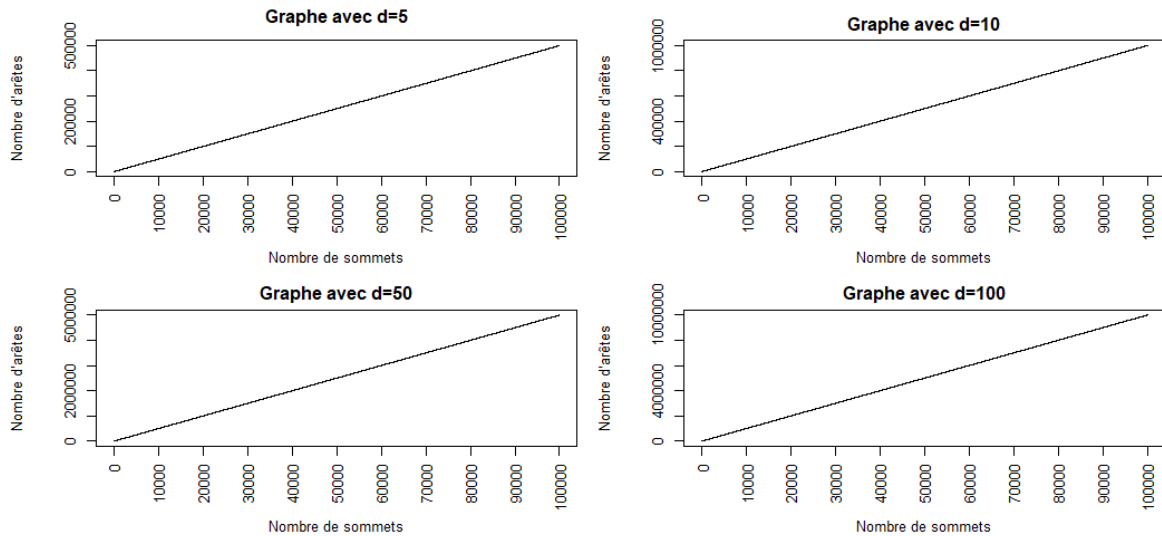 Graphe avec d=5
Nombre d'arêtes
500000
200000
0
0 10000 20000 30000 40000 50000 60000 70000 80000 90000 100000
Nombre de sommets
Graphe avec d=10
Nombre d'arêtes
1000000
400000
0
0 10000 20000 30000 40000 50000 60000 70000 80000 90000 100000
Nombre de sommets
Graphe avec d=50
Nombre d'arêtes
5000000
2000000
0
0 10000 20000 30000 40000 50000 60000 70000 80000 90000 100000
Nombre de sommets
Graphe avec d=100
Nombre d'arêtes
10000000
4000000
0
0 10000 20000 30000 40000 50000 60000 70000 80000 90000 100000
Nombre de sommets